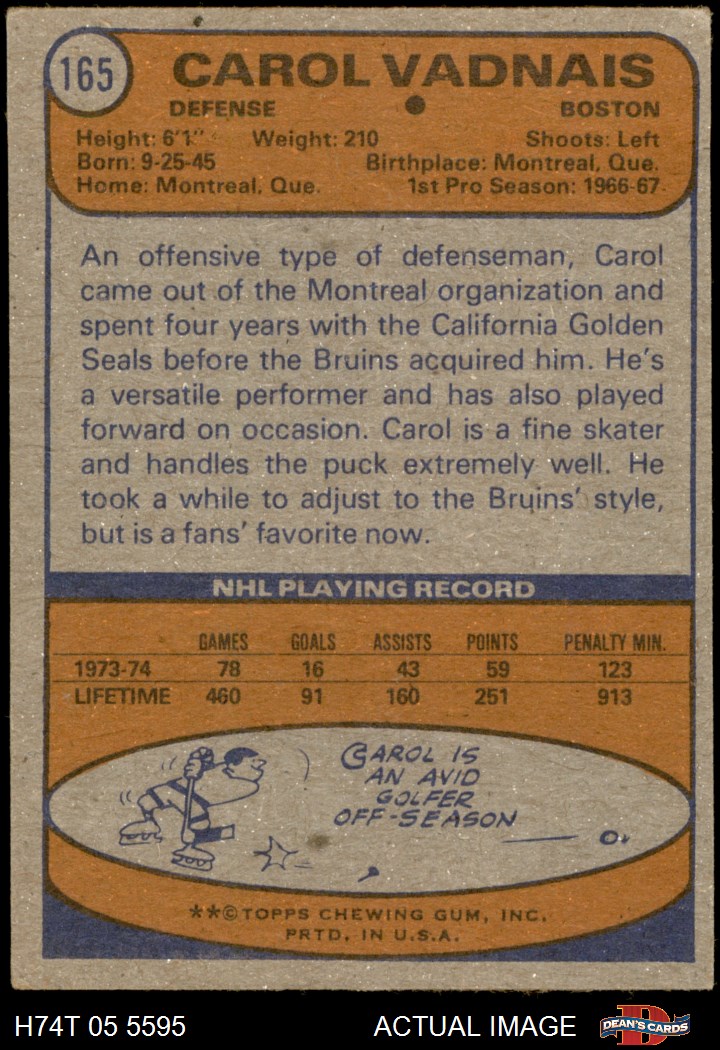 165
CAROL VADNAIS
DEFENSE ● BOSTON
Height: 6'1" Weight: 210 Shoots: Left
Born: 9-25-45 Birthplace: Montreal, Que.
Home: Montreal, Que. 1st Pro Season: 1966-67
An offensive type of defenseman, Carol
came out of the Montreal organization and
spent four years with the California Golden
Seals before the Bruins acquired him. He's
a versatile performer and has also played
forward on occasion. Carol is a fine skater
and handles the puck extremely well. He
took a while to adjust to the Bruins' style,
but is a fans' favorite now.
NHL PLAYING RECORD
GAMES GOALS ASSISTS POINTS PENALTY MIN.
1973-74 78 16 43 59 123
LIFETIME 460 91 160 251 913
CAROL IS
AN AVID
GOLFER
OFF-SEASON
**©TOPPS CHEWING GUM, INC.
PRTD. IN U.S.A.
H74T 05 5595 ACTUAL IMAGE DEAN'S CARDS